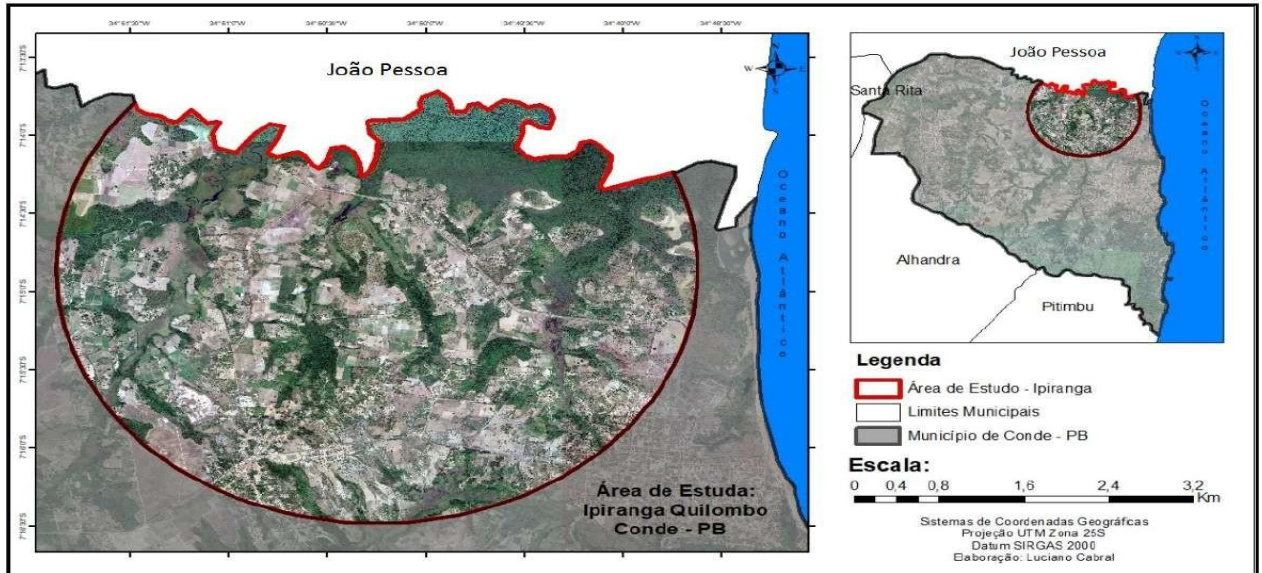 João Pessoa
N
W E
S
Oceano Atlântico
Área de Estuda:
Ipiranga Quilombo
Conde - PB
João Pessoa
Santa Rita
Oceano Atlântico
Alhandra
Pitimbu
Legenda
Área de Estudo - Ipiranga
Limites Municipais
Município de Conde - PB
Escala:
0 0,4 0,8 1,6 2,4 3,2
Km
Sistemas de Coordenadas Geográficas
Projeção UTM Zona 25S
Datum SIRGAS 2000
Elaboração: Luciano Cabral